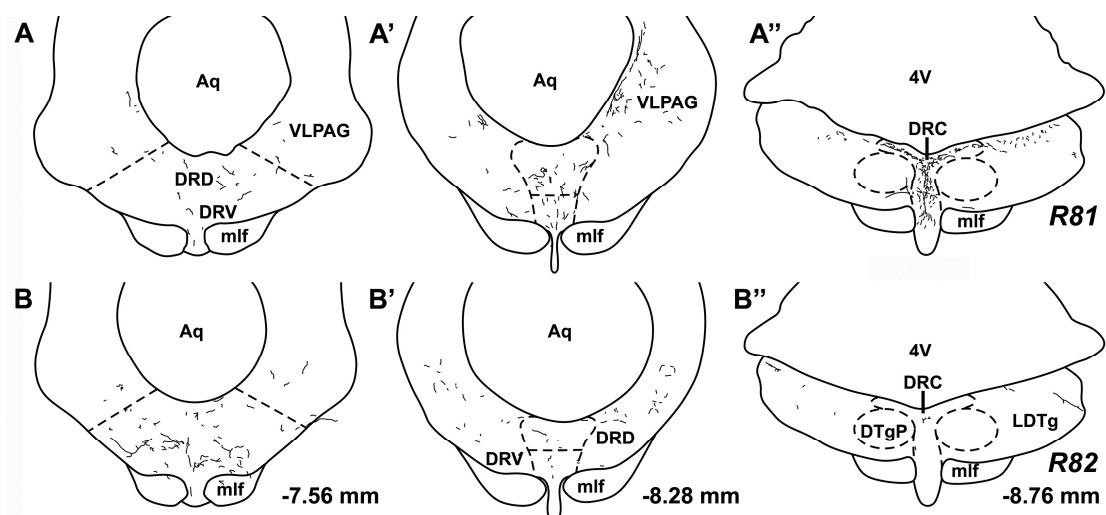 A
Aq
VLPAG
DRD
DRV
mlf
A'
Aq
VLPAG
mlf
A''
4V
DRC
mlf
R81
B
Aq
mlf
-7.56 mm
B'
Aq
DRD
DRV
mlf
-8.28 mm
B''
4V
DRC
DTgP
LDTg
mlf
R82
-8.76 mm